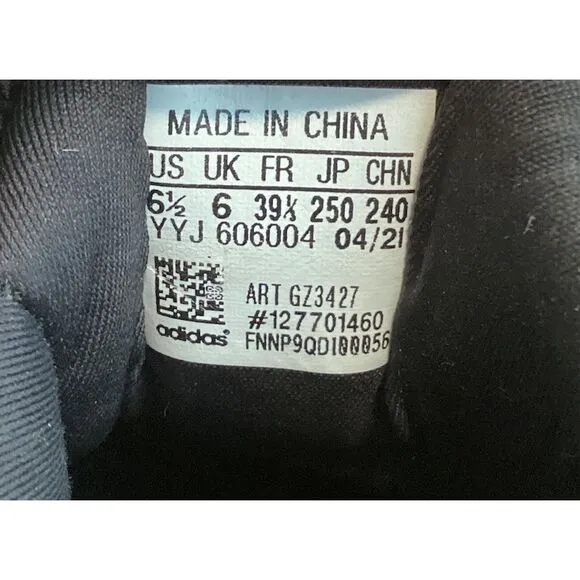 MADE IN CHINA
US UK FR JP CHN
6½ 6 39⅓ 250 240
YYJ 606004 04/21
ART GZ3427
#127701460
adidas FNNP9QDI00056